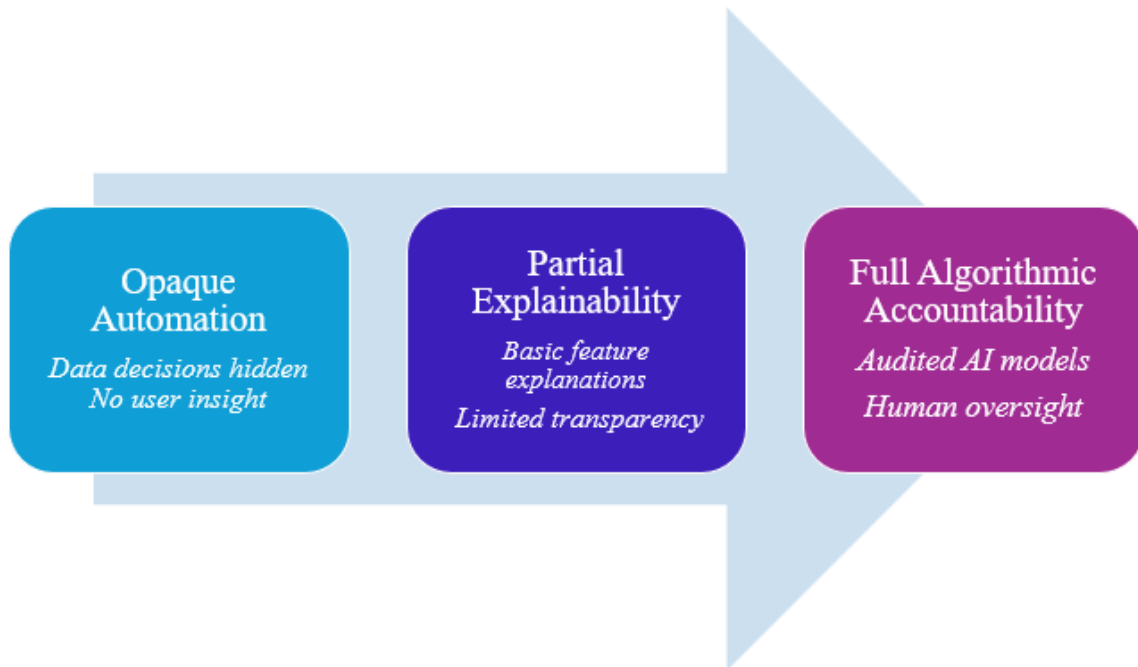 Opaque
Automation
Data decisions hidden
No user insight
Partial
Explainability
Basic feature
explanations
Limited transparency
Full Algorithmic
Accountability
Audited AI models
Human oversight